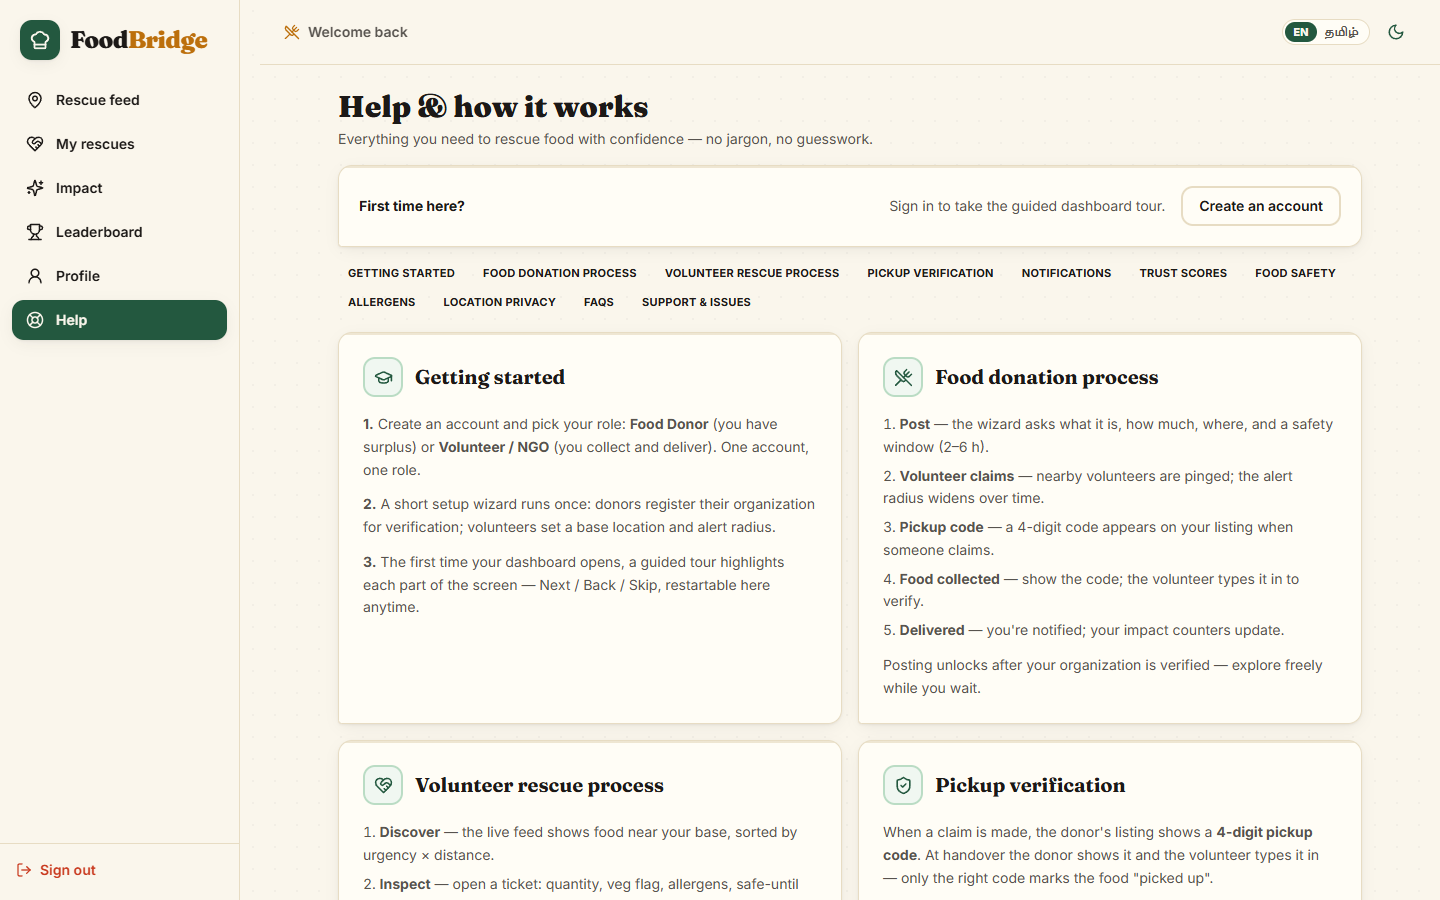 FoodBridge
Welcome back
EN தமிழ்
Rescue feed
My rescues
Impact
Leaderboard
Profile
Help
Sign out
Help & how it works
Everything you need to rescue food with confidence — no jargon, no guesswork.
First time here?
Sign in to take the guided dashboard tour.
Create an account
GETTING STARTED FOOD DONATION PROCESS VOLUNTEER RESCUE PROCESS PICKUP VERIFICATION NOTIFICATIONS TRUST SCORES FOOD SAFETY
ALLERGENS LOCATION PRIVACY FAQS SUPPORT & ISSUES
Getting started
1. Create an account and pick your role: Food Donor (you have
surplus) or Volunteer / NGO (you collect and deliver). One account,
one role.
2. A short setup wizard runs once: donors register their organization
for verification; volunteers set a base location and alert radius.
3. The first time your dashboard opens, a guided tour highlights
each part of the screen — Next / Back / Skip, restartable here
anytime.
Food donation process
1. Post — the wizard asks what it is, how much, where, and a safety
window (2–6 h).
2. Volunteer claims — nearby volunteers are pinged; the alert
radius widens over time.
3. Pickup code — a 4-digit code appears on your listing when
someone claims.
4. Food collected — show the code; the volunteer types it in to
verify.
5. Delivered — you're notified; your impact counters update.
Posting unlocks after your organization is verified — explore freely
while you wait.
Volunteer rescue process
1. Discover — the live feed shows food near your base, sorted by
urgency × distance.
2. Inspect — open a ticket: quantity, veg flag, allergens, safe-until
Pickup verification
When a claim is made, the donor's listing shows a 4-digit pickup
code. At handover the donor shows it and the volunteer types it in
— only the right code marks the food "picked up".